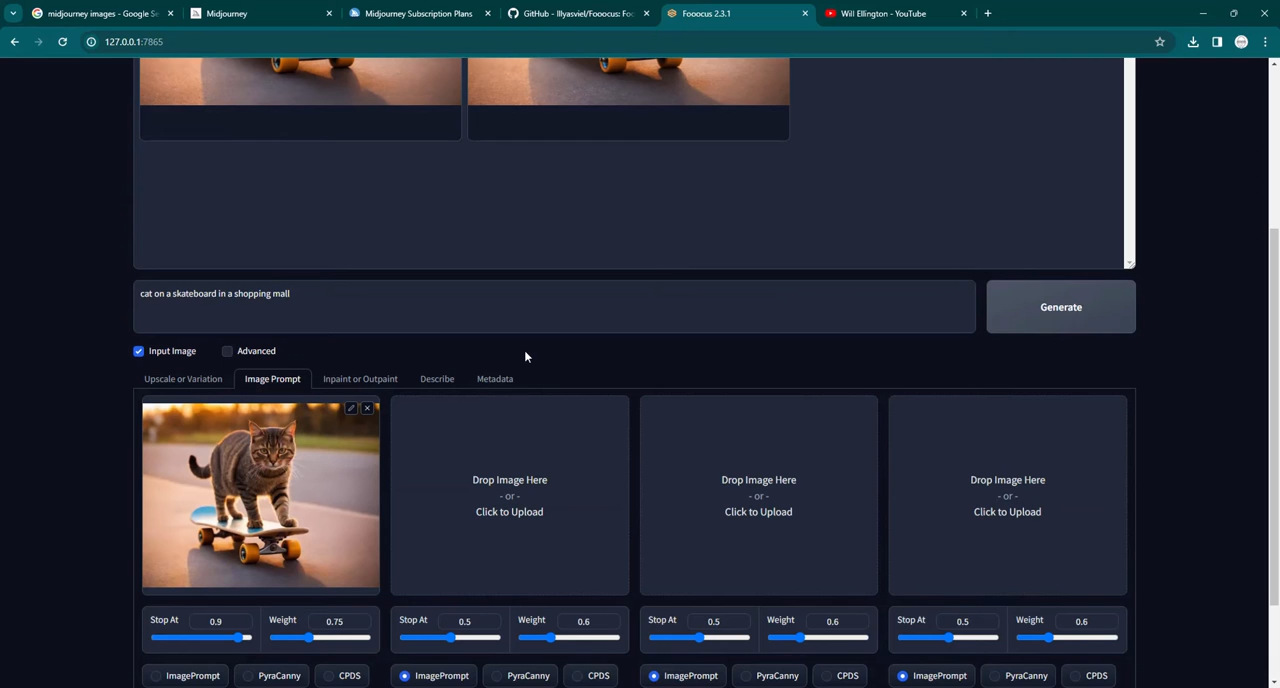 midjourney images - Google Se
Midjourney
Midjourney Subscription Plans
GitHub - lllyasviel/Fooocus: Foc
Fooocus 2.3.1
Will Ellington - YouTube
127.0.0.1:7865
cat on a skateboard in a shopping mall
Generate
Input Image
Advanced
Upscale or Variation
Image Prompt
Inpaint or Outpaint
Describe
Metadata
Drop Image Here
- or -
Click to Upload
Drop Image Here
- or -
Click to Upload
Drop Image Here
- or -
Click to Upload
Stop At 0.9 Weight 0.75
Stop At 0.5 Weight 0.6
Stop At 0.5 Weight 0.6
Stop At 0.5 Weight 0.6
ImagePrompt PyraCanny CPDS
ImagePrompt PyraCanny CPDS
ImagePrompt PyraCanny CPDS
ImagePrompt PyraCanny CPDS